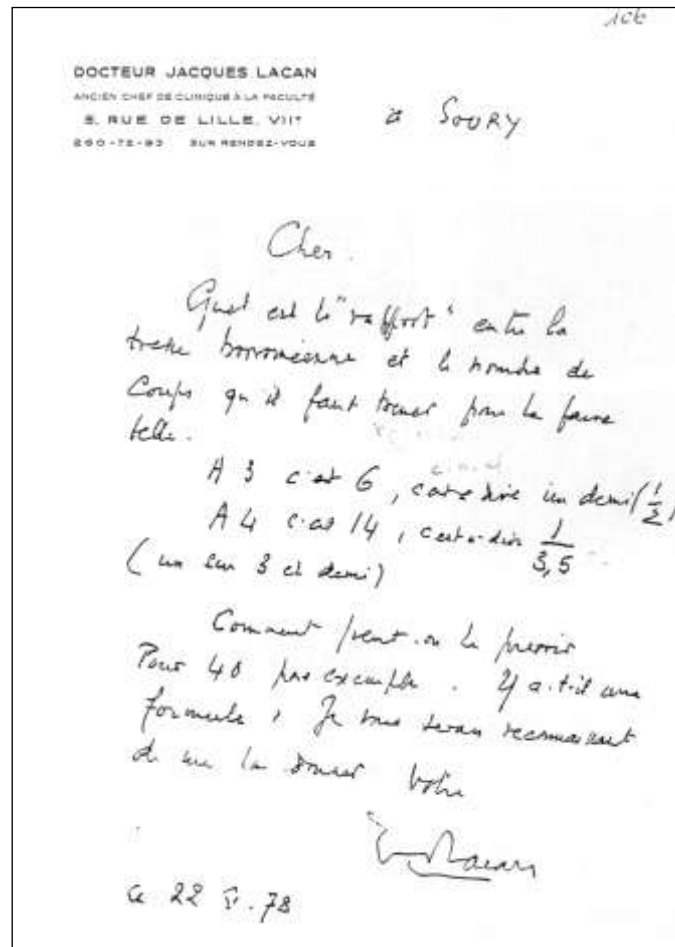 106
DOCTEUR JACQUES LACAN
ANCIEN CHEF DE CLINIQUE À LA FACULTÉ
5, RUE DE LILLE, VIIᵉ
260-72-93 SUR RENDEZ-VOUS
à SOURY
Cher.
Quel est le "rapport" entre la
tresse borroméenne et le nombre de
coups qu'il faut tresser pour la faire
telle.
A 3 c'est 6, c'est-à-dire un demi (1/2)
A 4 c'est 14, c'est-à-dire 1/3,5
(un sur 3 et demi)
Comment peut-on le prévoir
Pour 40 par exemple. Y a-t-il une
formule, Je vous serais reconnaissant
de me la donner Votre
Lacan
Ce 22 78